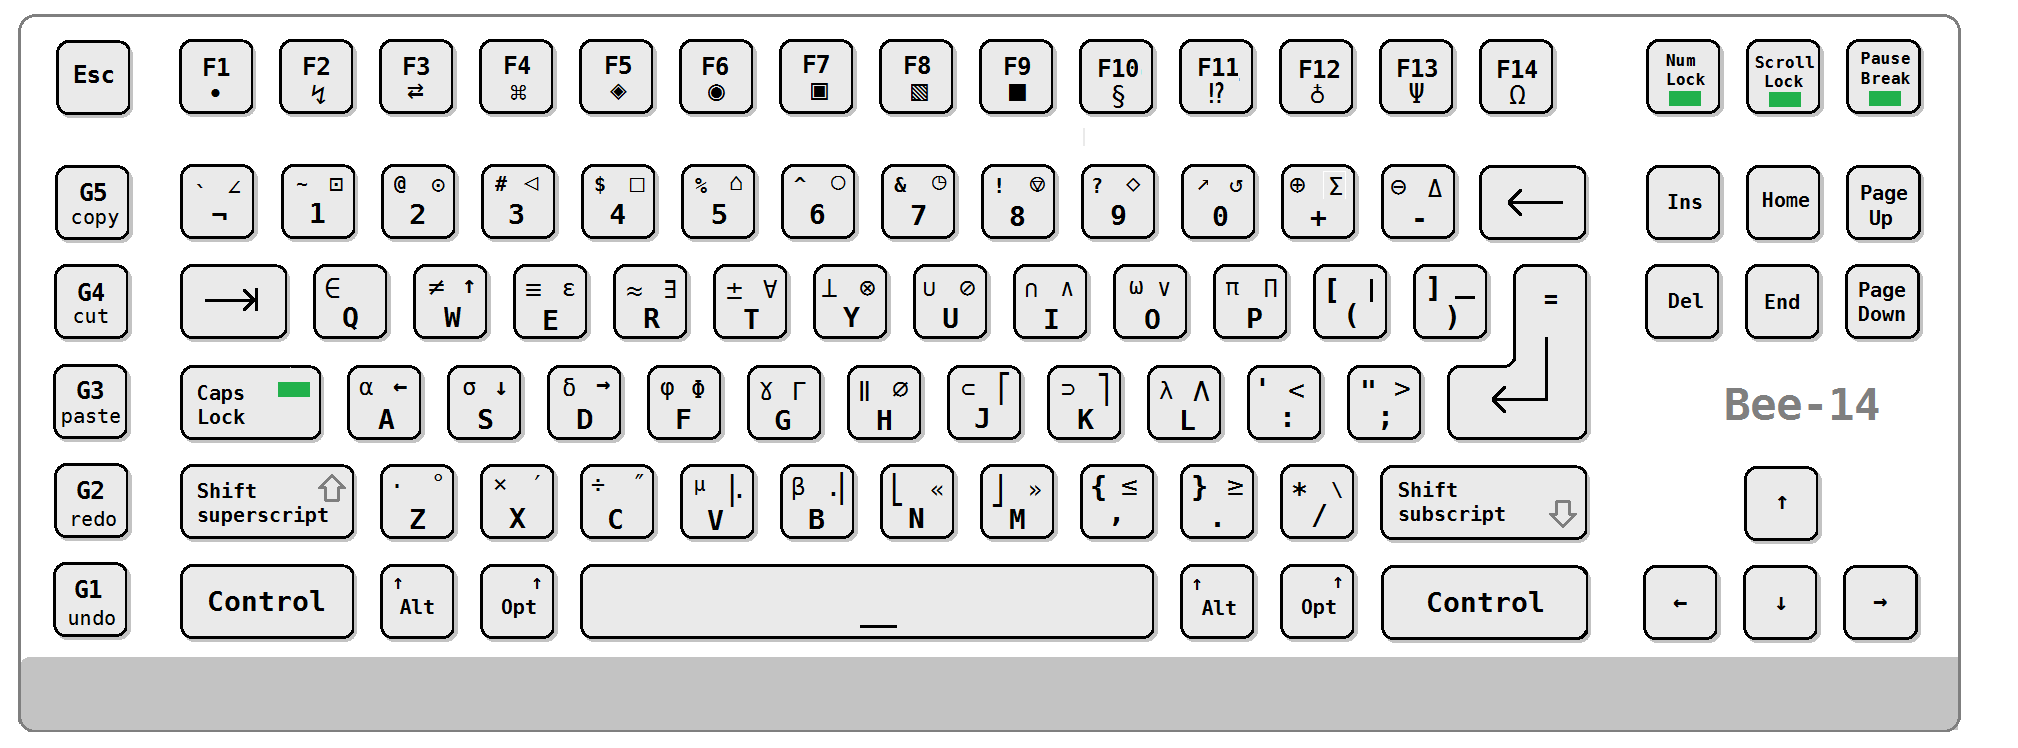 Esc F1 F2 F3 F4 F5 F6 F7 F8 F9 F10 F11 F12 F13 F14 Num Lock Scroll Lock Pause Break
• ↯ ⇄ ⌘ ◈ ◉ ▣ ▧ ■ § ⁉ ♁ Ψ Ω
G5 copy ` ∠ ~ ⊡ @ ⊙ # ◁ $ □ % ⌂ ^ ○ & ◷ ! ? ◇ ↗ ↺ ⊕ Σ ⊖ Δ ← Ins Home Page Up
¬ 1 2 3 4 5 6 7 8 9 0 + -
G4 cut →| ∈ ≠ ↑ ≡ ε ≈ ∃ ± ∀ ⊥ ⊗ ∪ ⊘ ∩ ∧ ω ∨ π Π [ | ] — = Del End Page Down
Q W E R T Y U I O P ( )
G3 paste Caps Lock α ← σ ↓ δ → φ Φ ɣ Γ ǁ ∅ ⊂ ⎡ ⊃ ⎤ λ Λ ' < " > ↵ Bee-14
A S D F G H J K L : ;
G2 redo Shift superscript ⇧ · ° × ′ ÷ ″ µ |. β .| ⎣ « ⎦ » { ≤ } ≥ * \ Shift subscript ⇩ ↑
Z X C V B N M , . /
G1 undo Control ↑ Alt ↑ Opt _ ↑ Alt ↑ Opt Control ← ↓ →